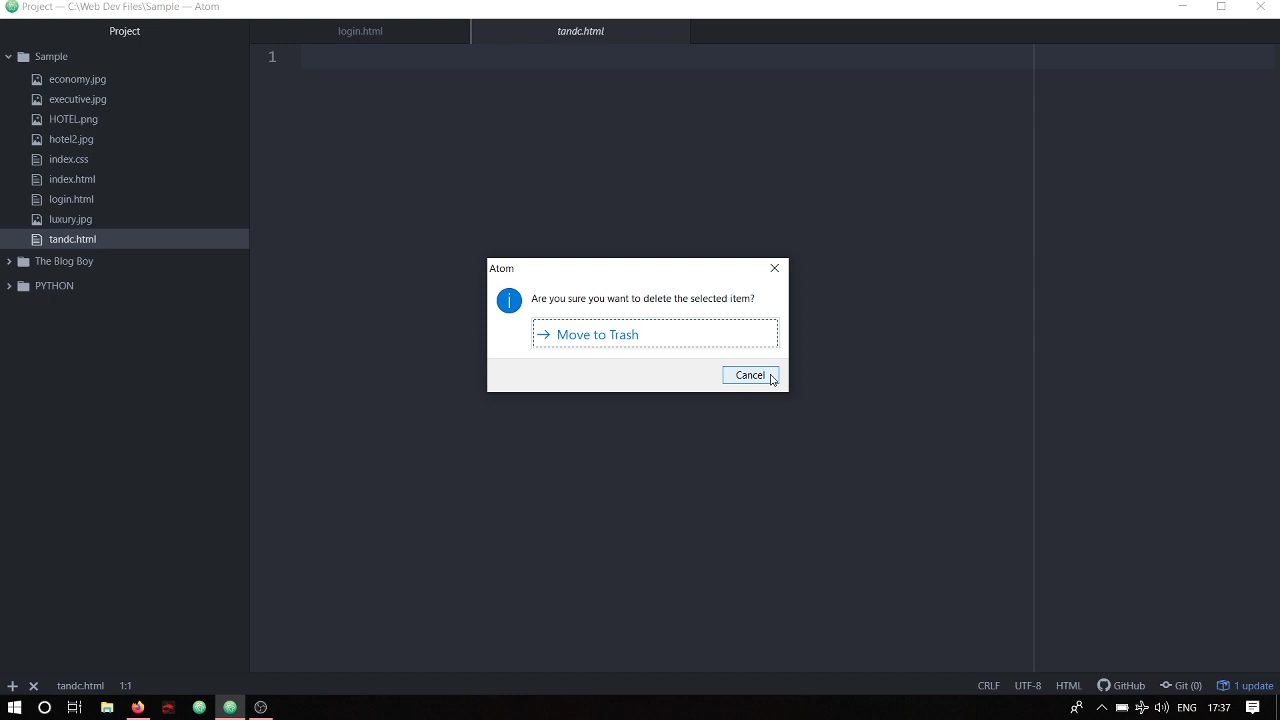 Project — C:\Web Dev Files\Sample — Atom
Project
login.html
tandc.html
Sample
economy.jpg
executive.jpg
HOTEL.png
hotel2.jpg
index.css
index.html
login.html
luxury.jpg
tandc.html
The Blog Boy
PYTHON
1
Atom
Are you sure you want to delete the selected item?
Move to Trash
Cancel
tandc.html 1:1 CRLF UTF-8 HTML GitHub Git (0) 1 update
ENG 17:37